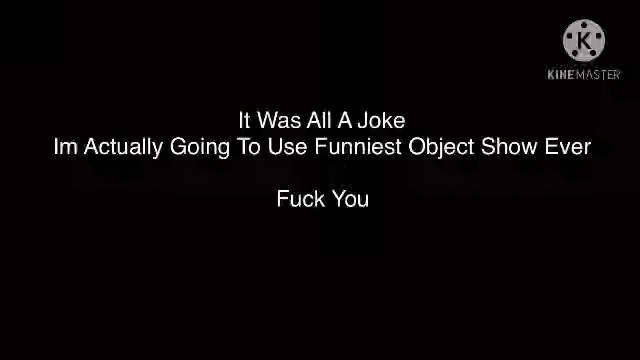 KINEMASTER
It Was All A Joke
Im Actually Going To Use Funniest Object Show Ever
Fuck You